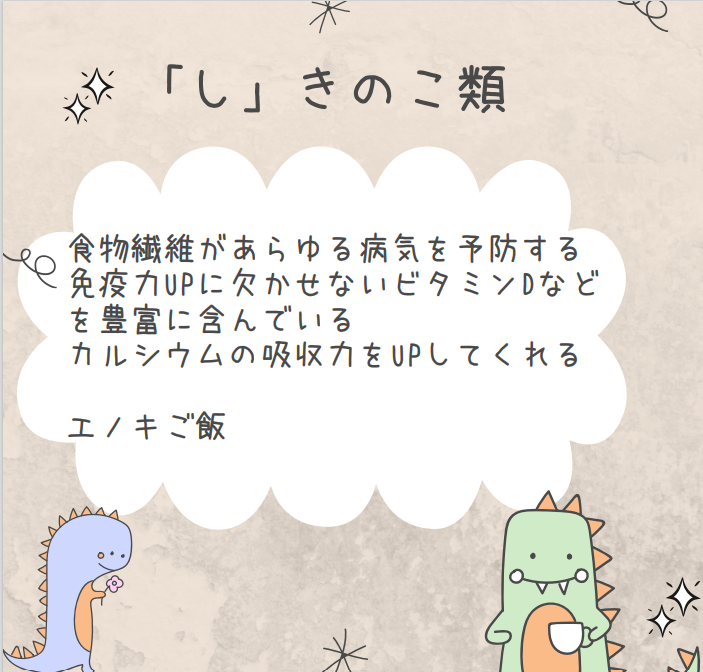 「し」きのこ類
食物繊維があらゆる病気を予防する
免疫力UPに欠かせないビタミンDなど
を豊富に含んでいる
カルシウムの吸収力をUPしてくれる
エノキご飯